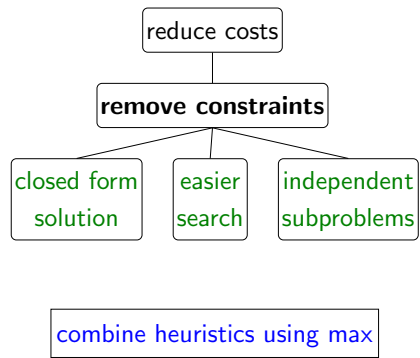 reduce costs
remove constraints
closed form
solution
easier
search
independent
subproblems
combine heuristics using max